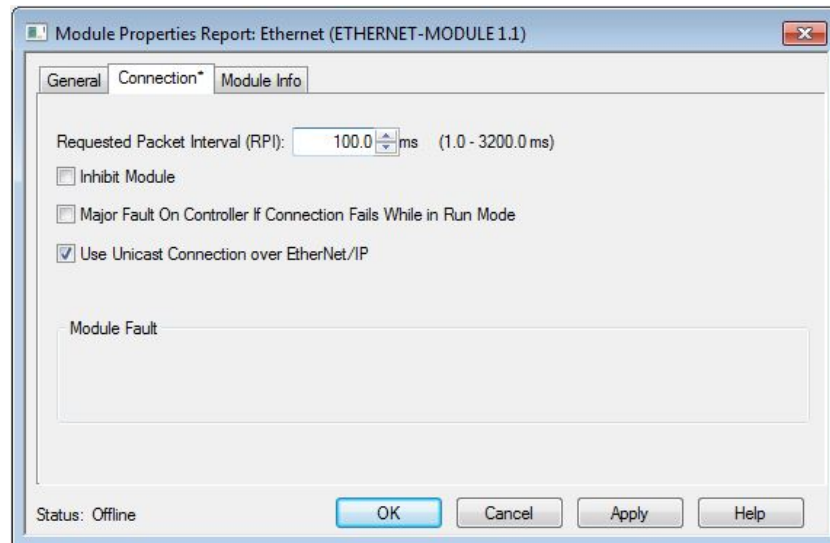 Module Properties Report: Ethernet (ETHERNET-MODULE 1.1)
General Connection* Module Info
Requested Packet Interval (RPI): 100.0 ms (1.0 - 3200.0 ms)
Inhibit Module
Major Fault On Controller If Connection Fails While in Run Mode
Use Unicast Connection over EtherNet/IP
Module Fault
Status: Offline OK Cancel Apply Help